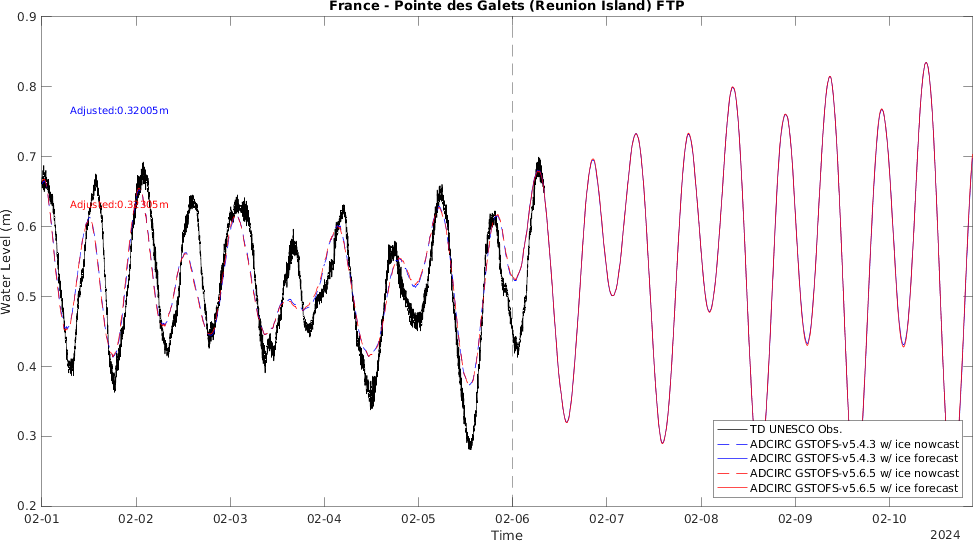 France - Pointe des Galets (Reunion Island) FTP
0.9
0.8
0.7
0.6
0.5
0.4
0.3
0.2
Water Level (m)
Adjusted:0.32005m
Adjusted:0.32305m
TD UNESCO Obs.
ADCIRC GSTOFS-v5.4.3 w/ ice nowcast
ADCIRC GSTOFS-v5.4.3 w/ ice forecast
ADCIRC GSTOFS-v5.6.5 w/ ice nowcast
ADCIRC GSTOFS-v5.6.5 w/ ice forecast
02-01 02-02 02-03 02-04 02-05 02-06 02-07 02-08 02-09 02-10
Time
2024